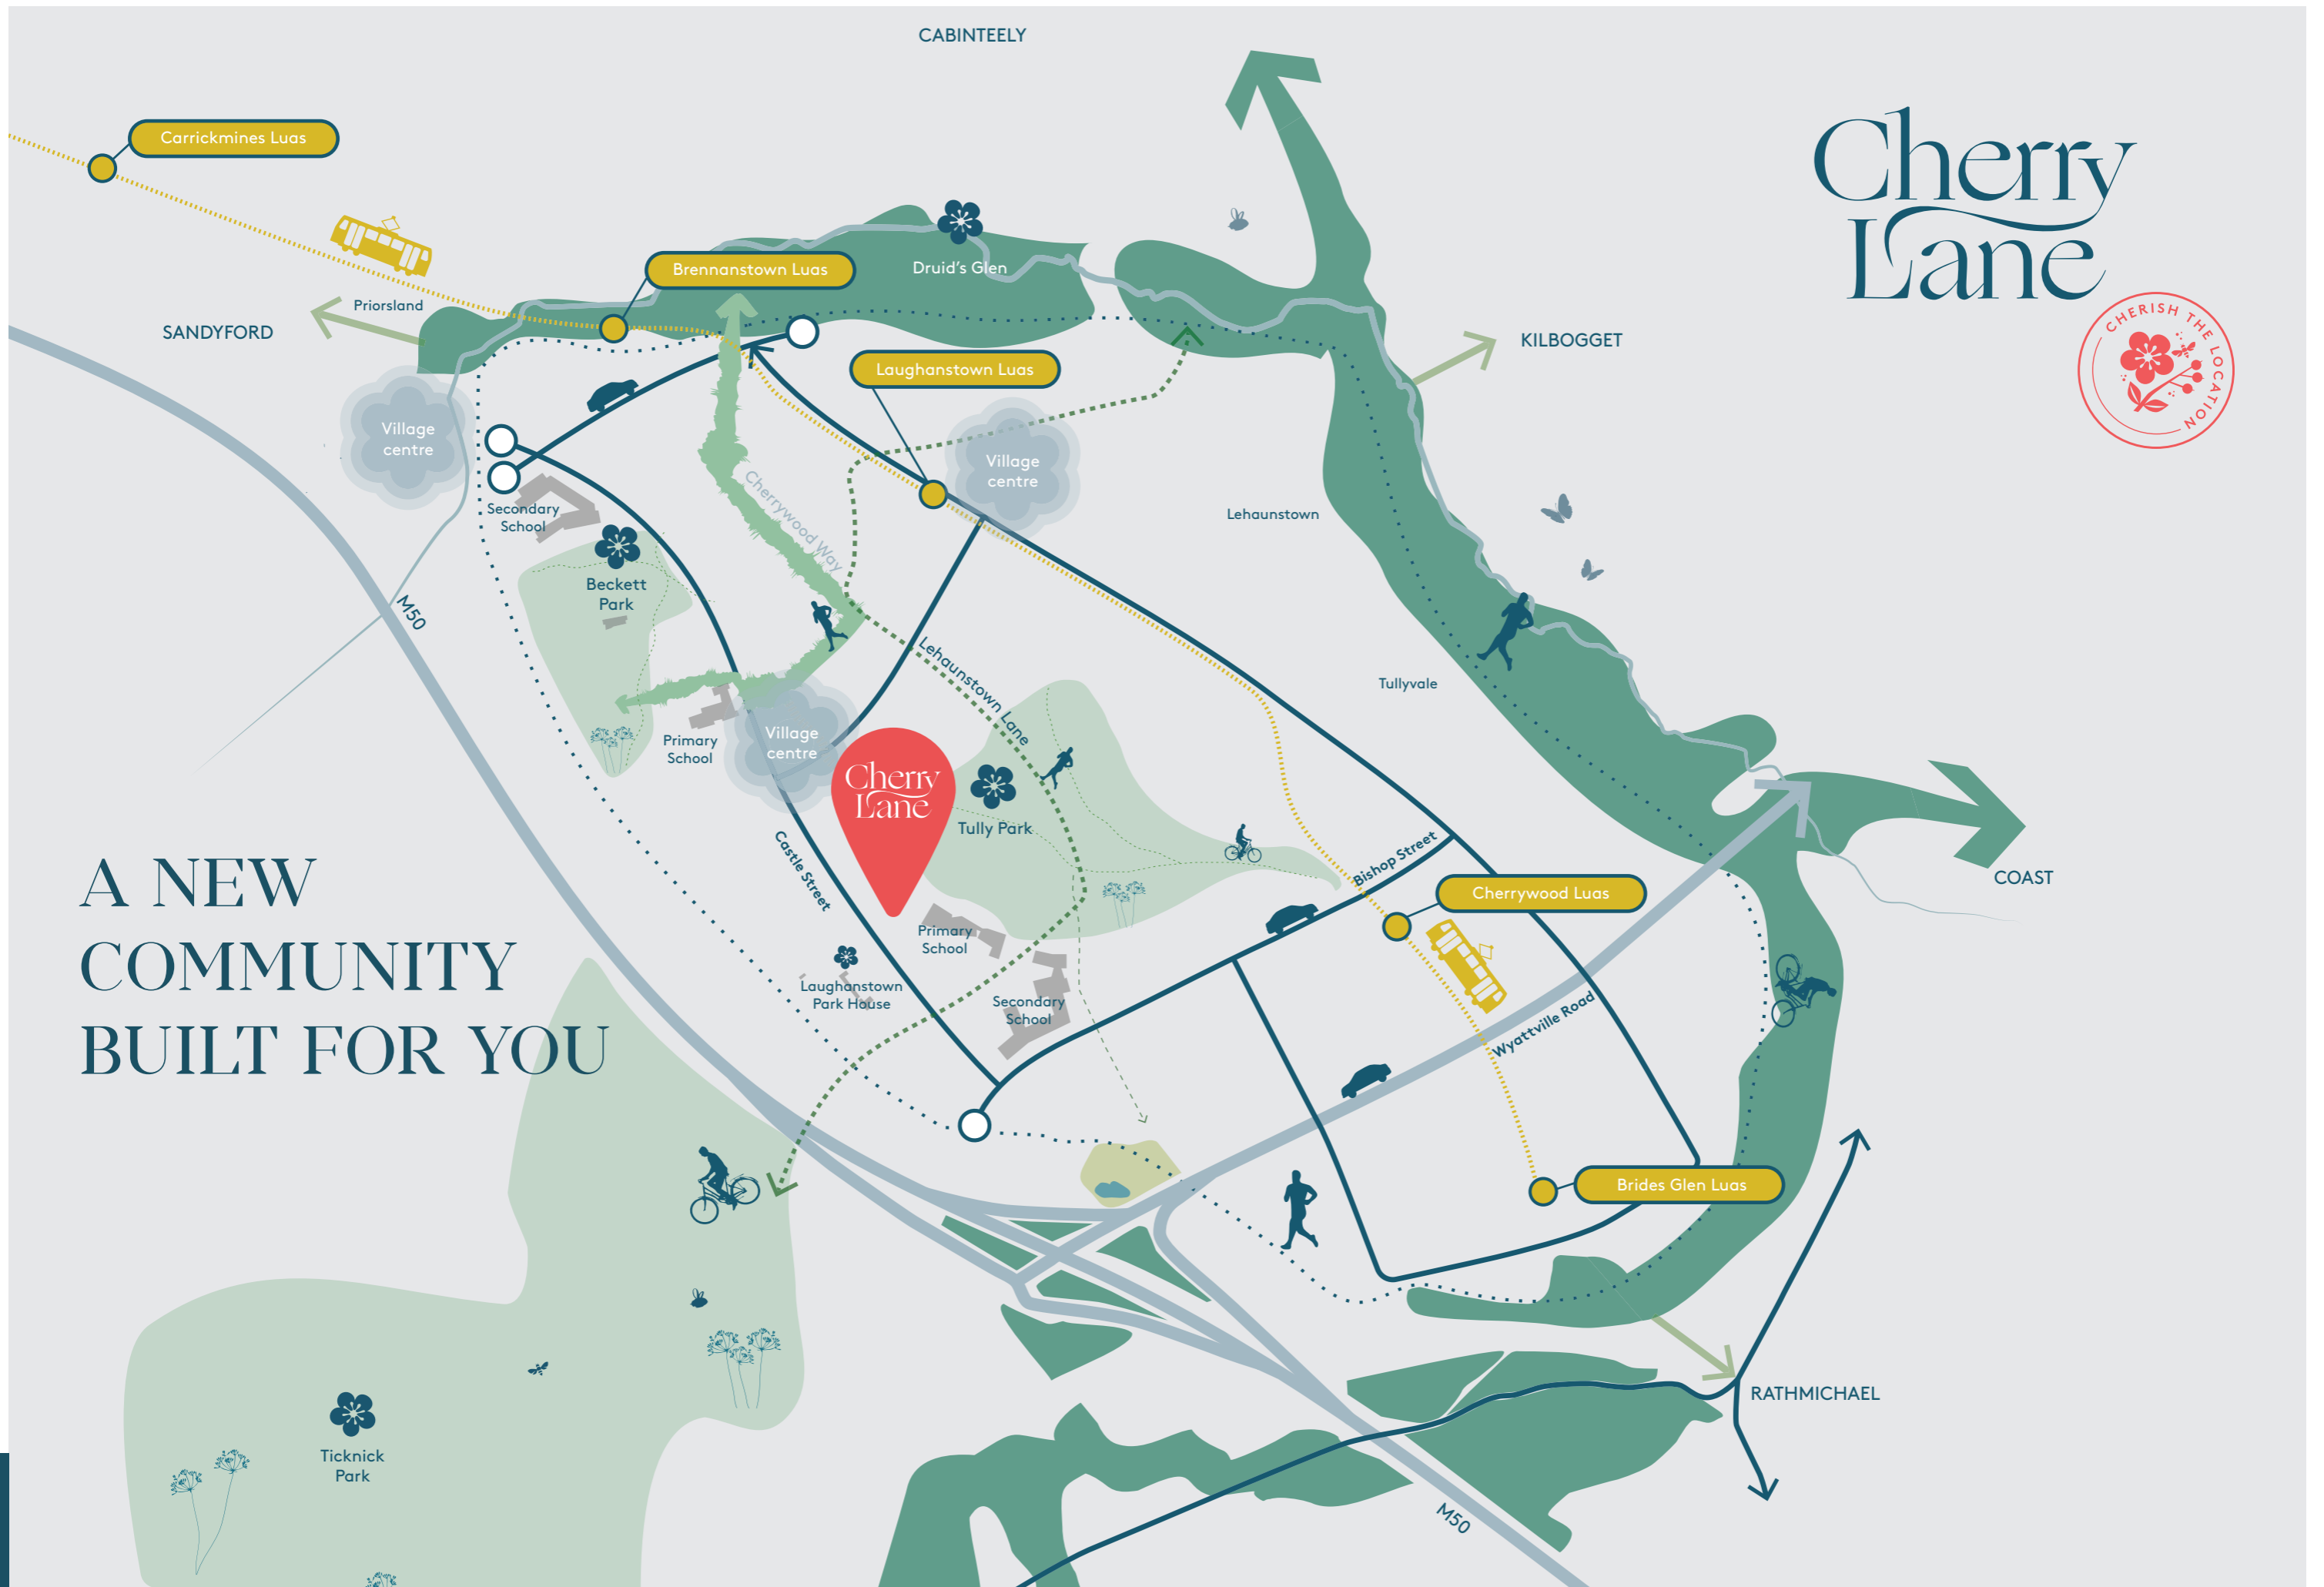 CABINTEELY
Cherry
Lane
CHERISH THE LOCATION
Carrickmines Luas
Brennanstown Luas
Druid's Glen
Priorsland
SANDYFORD
KILBOGGET
Laughanstown Luas
Village
centre
Village
centre
Cherrywood Way
Secondary
School
Lehaunstown
Beckett
Park
M50
Lehaunstown Lane
Tullyvale
Primary
School
Village
centre
Cherry
Lane
Tully Park
Castle Street
Bishop Street
Cherrywood Luas
COAST
A NEW
COMMUNITY
BUILT FOR YOU
Primary
School
Laughanstown
Park House
Secondary
School
Wyattville Road
Brides Glen Luas
RATHMICHAEL
Ticknick
Park
M50